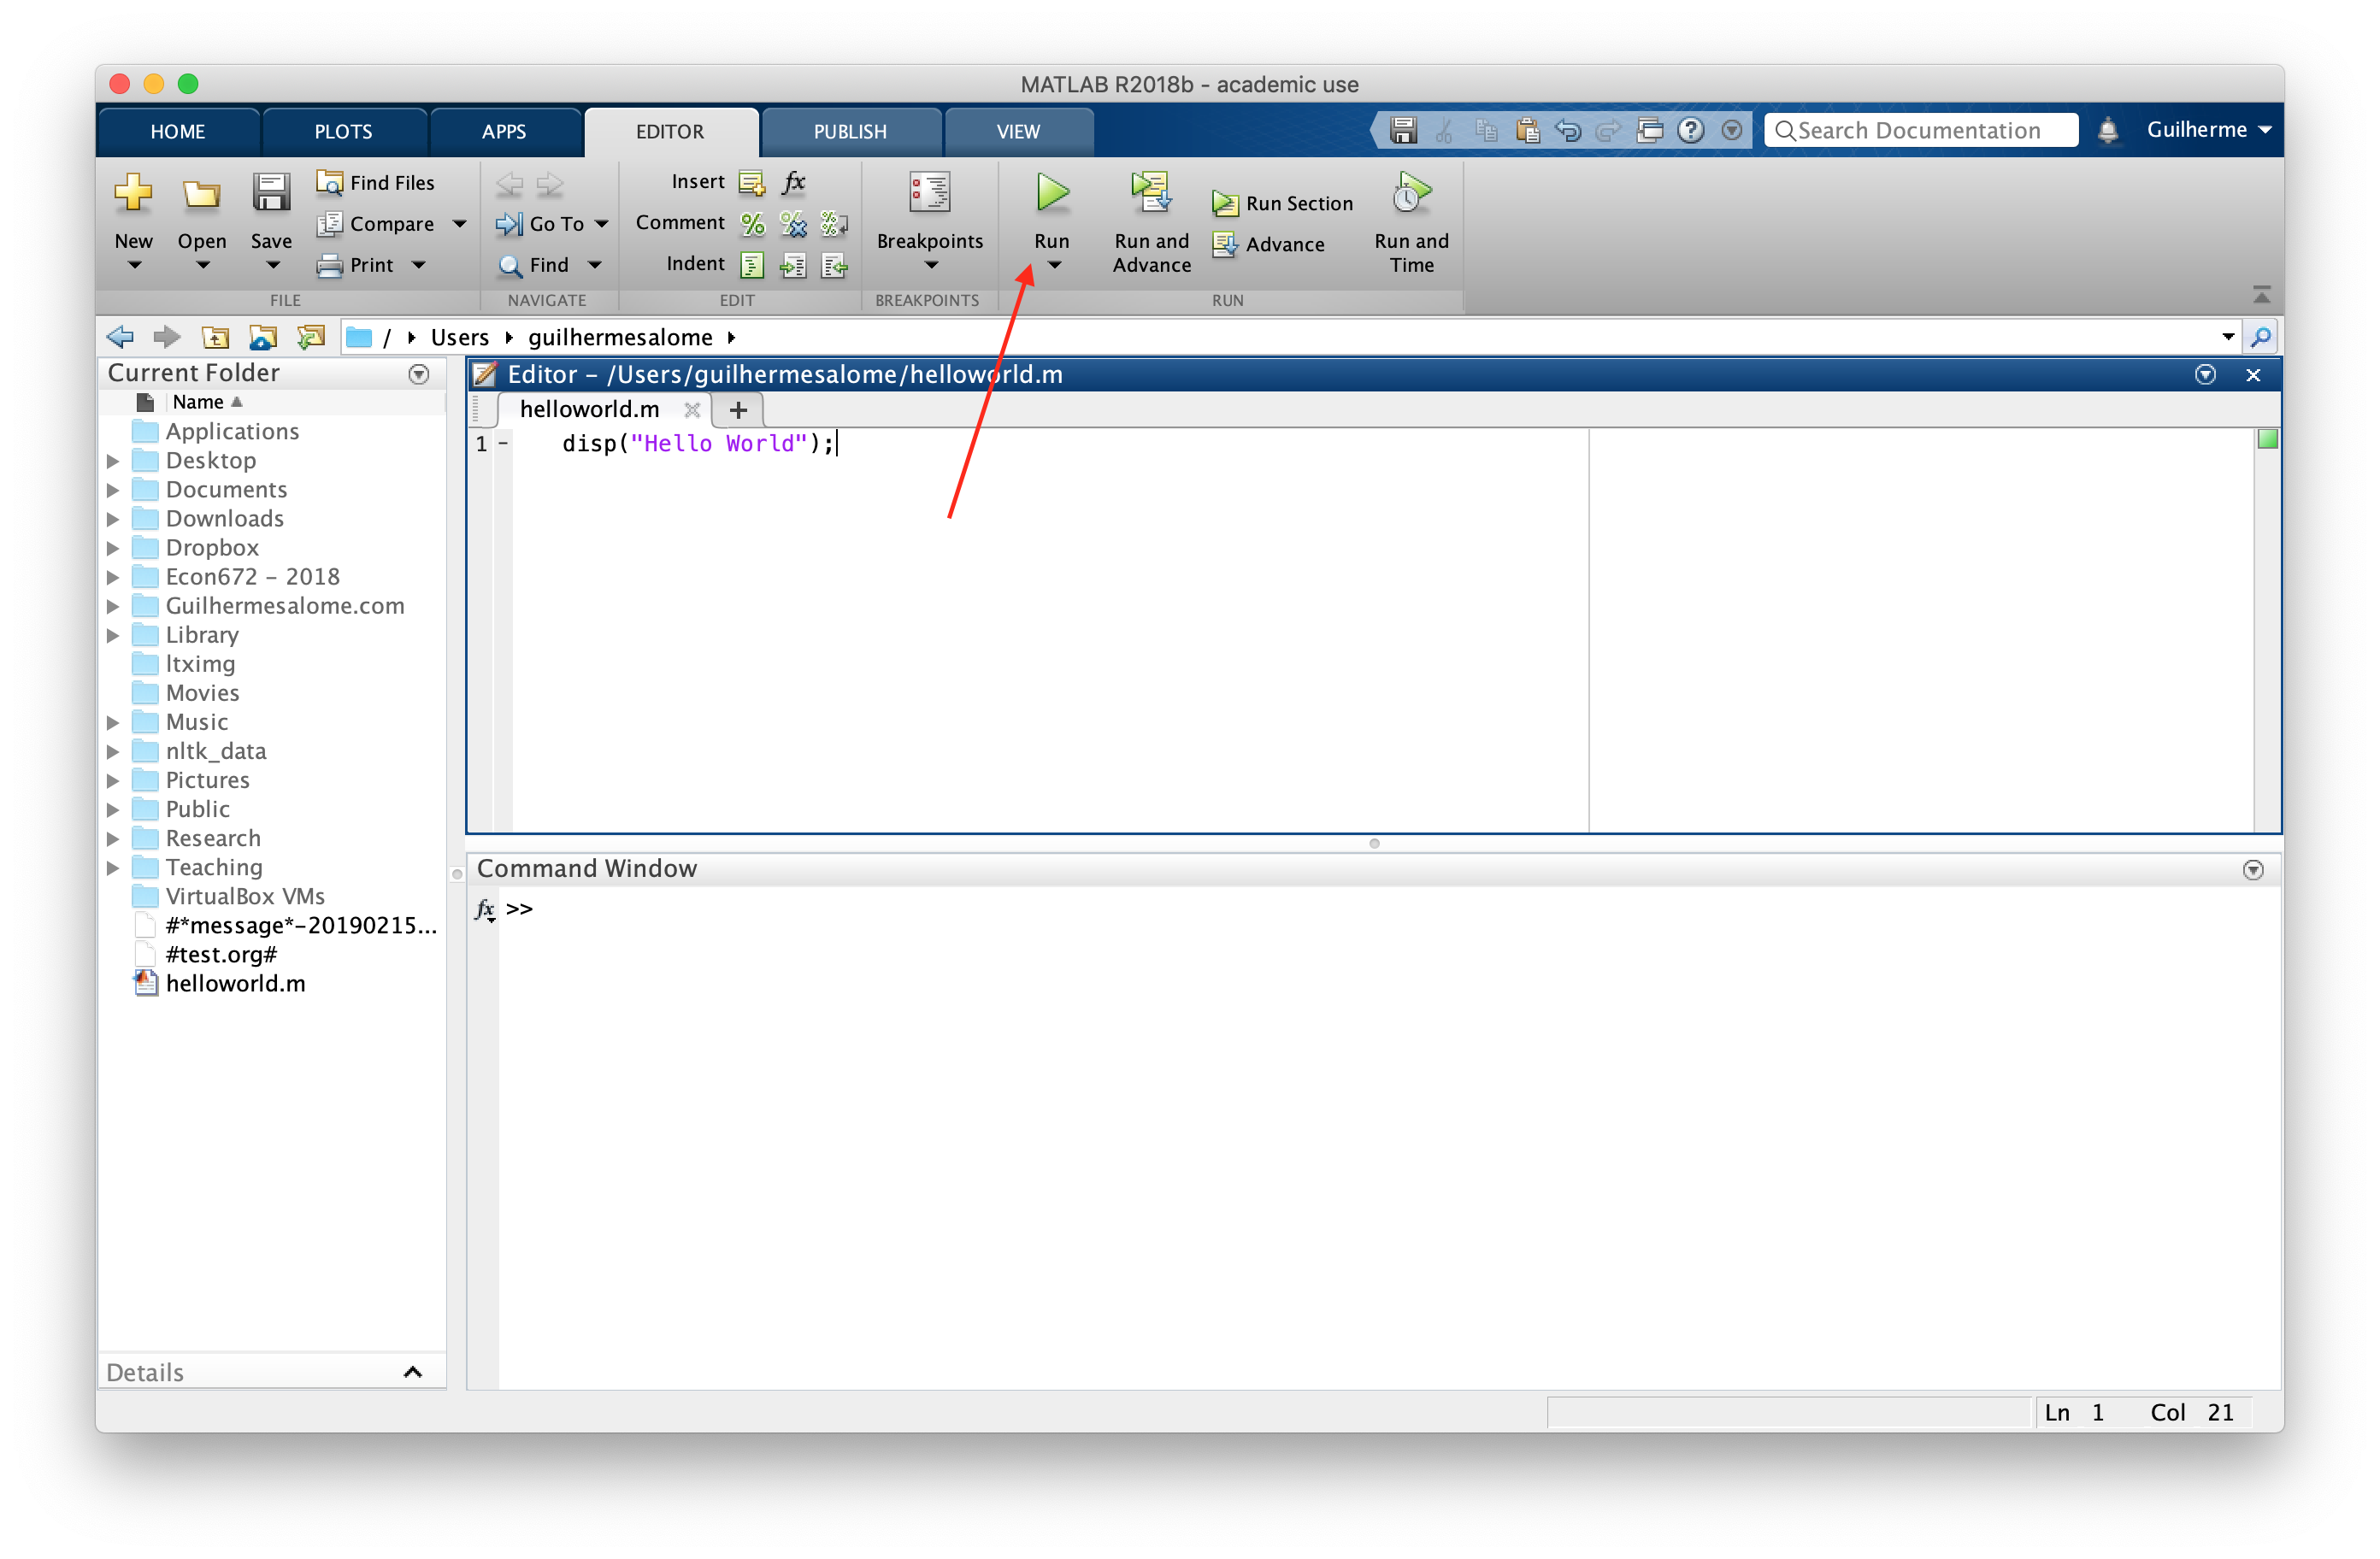 MATLAB R2018b - academic use
HOME PLOTS APPS EDITOR PUBLISH VIEW Search Documentation Guilherme
New Open Save Find Files Compare Print
Go To Find
Insert fx
Comment
Indent
Breakpoints
Run Run and Advance Run Section Advance Run and Time
FILE NAVIGATE EDIT BREAKPOINTS RUN
/ Users guilhermesalome
Current Folder
Name
Applications
Desktop
Documents
Downloads
Dropbox
Econ672 - 2018
Guilhermesalome.com
Library
ltximg
Movies
Music
nltk_data
Pictures
Public
Research
Teaching
VirtualBox VMs
#*message*-20190215...
#test.org#
helloworld.m
Details
Editor - /Users/guilhermesalome/helloworld.m
helloworld.m +
1 - disp("Hello World");
Command Window
fx >>
Ln 1 Col 21